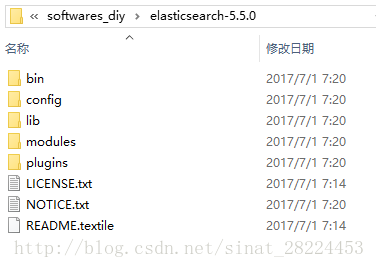 « softwares_diy › elasticsearch-5.5.0
名称 修改日期
bin 2017/7/1 7:20
config 2017/7/1 7:20
lib 2017/7/1 7:20
modules 2017/7/1 7:20
plugins 2017/7/1 7:20
LICENSE.txt 2017/7/1 7:14
NOTICE.txt 2017/7/1 7:20
README.textile 2017/7/1 7:14
http://blog.csdn.net/sinat_28224453